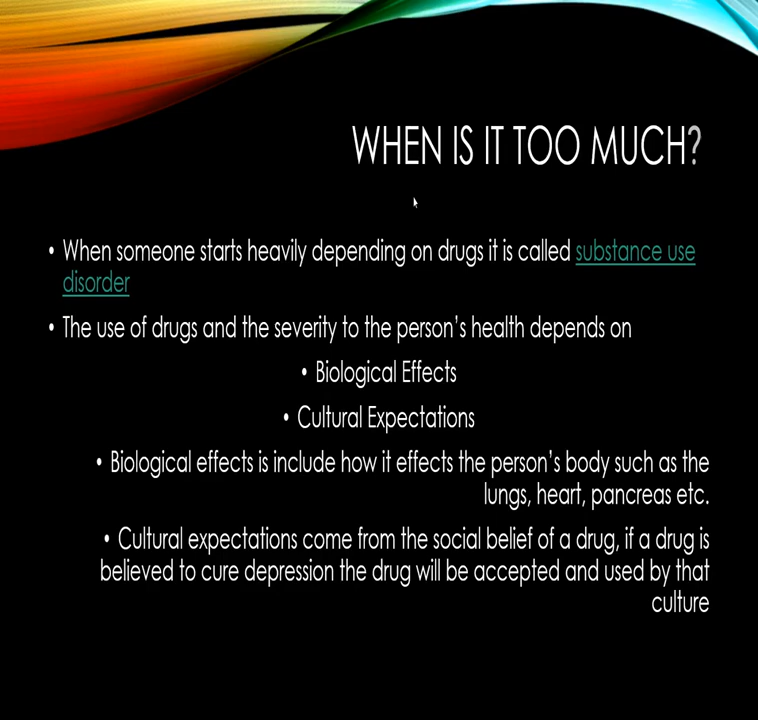 WHEN IS IT TOO MUCH?
• When someone starts heavily depending on drugs it is called substance use
disorder
• The use of drugs and the severity to the person's health depends on
• Biological Effects
• Cultural Expectations
• Biological effects is include how it effects the person's body such as the
lungs, heart, pancreas etc.
• Cultural expectations come from the social belief of a drug, if a drug is
believed to cure depression the drug will be accepted and used by that
culture